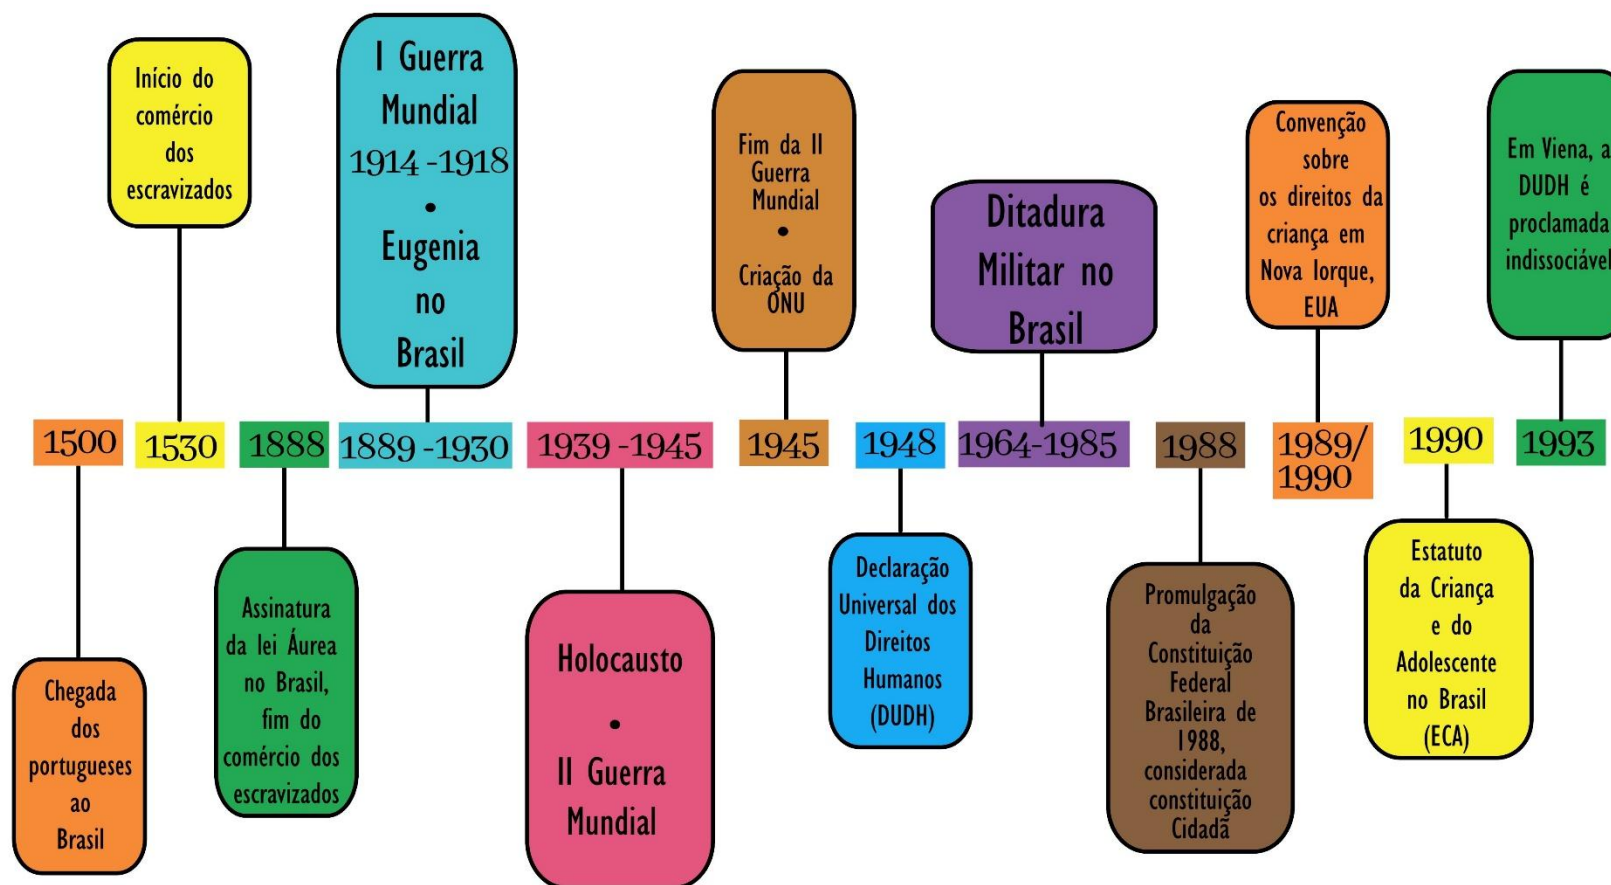 Início do
comércio
dos
escravizados
I Guerra
Mundial
1914 -1918
•
Eugenia
no
Brasil
Fim da II
Guerra
Mundial
•
Criação da
ONU
Ditadura
Militar no
Brasil
Convenção
sobre
os direitos da
criança em
Nova Iorque,
EUA
Em Viena, a
DUDH é
proclamada
indissociável
1500
1530
1888
1889 -1930
1939 -1945
1945
1948
1964-1985
1988
1989/
1990
1990
1993
Chegada
dos
portugueses
ao
Brasil
Assinatura
da lei Áurea
no Brasil,
fim do
comércio dos
escravizados
Holocausto
•
II Guerra
Mundial
Declaração
Universal dos
Direitos
Humanos
(DUDH)
Promulgação
da
Constituição
Federal
Brasileira de
1988,
considerada
constituição
Cidadã
Estatuto
da Criança
e do
Adolescente
no Brasil
(ECA)